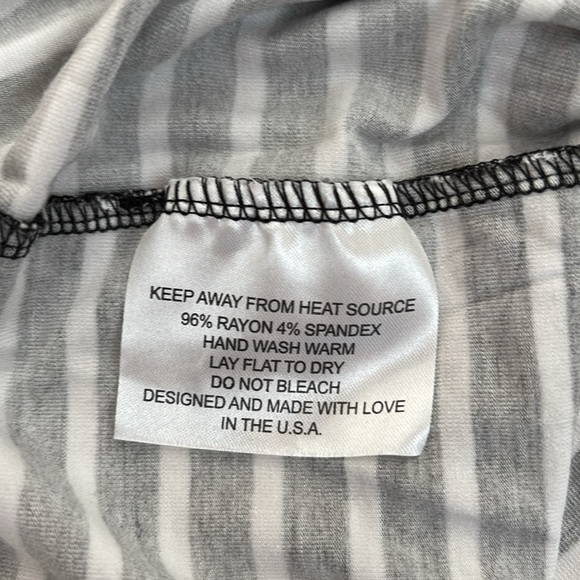 KEEP AWAY FROM HEAT SOURCE
96% RAYON 4% SPANDEX
HAND WASH WARM
LAY FLAT TO DRY
DO NOT BLEACH
DESIGNED AND MADE WITH LOVE
IN THE U.S.A.